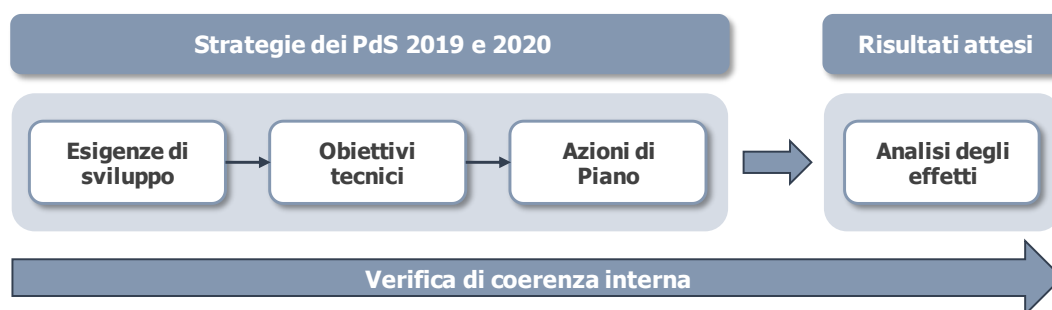 Strategie dei PdS 2019 e 2020
Risultati attesi
Esigenze di
sviluppo
Obiettivi
tecnici
Azioni di
Piano
Analisi degli
effetti
Verifica di coerenza interna